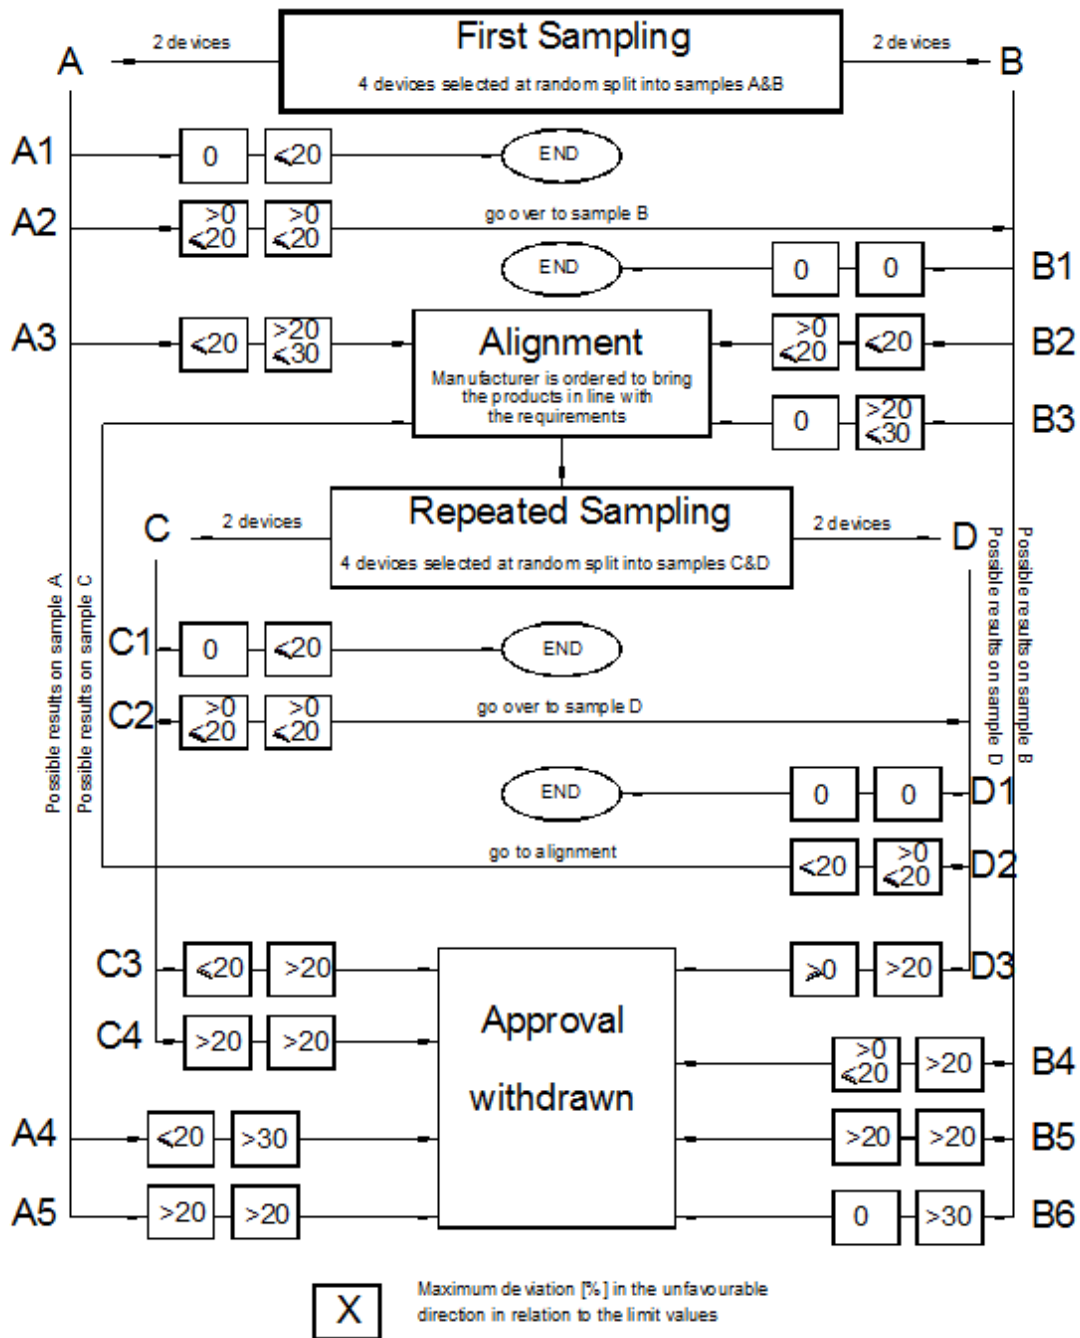 First Sampling
4 devices selected at random split into samples A&B
A
2 devices
2 devices
B
A1
0
⩽20
END
A2
>0
⩽20
>0
⩽20
go over to sample B
END
0
0
B1
A3
⩽20
>20
⩽30
Alignment
Manufacturer is ordered to bring
the products in line with
the requirements
>0
⩽20
⩽20
B2
0
>20
⩽30
B3
Repeated Sampling
4 devices selected at random split into samples C&D
C
2 devices
2 devices
D
Possible results on sample A
Possible results on sample C
Possible results on sample D
Possible results on sample B
C1
0
⩽20
END
C2
>0
⩽20
>0
⩽20
go over to sample D
END
0
0
D1
go to alignment
⩽20
>0
⩽20
D2
C3
⩽20
>20
Approval
withdrawn
⩾0
>20
D3
C4
>20
>20
>0
⩽20
>20
B4
A4
⩽20
>30
>20
>20
B5
A5
>20
>20
0
>30
B6
X
Maximum deviation [%] in the unfavourable
direction in relation to the limit values